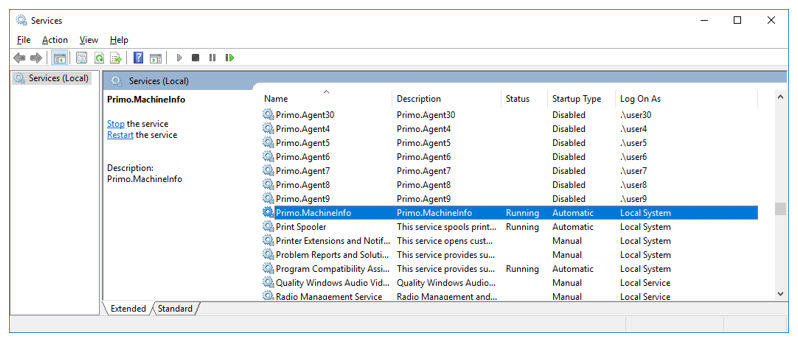 Services
File Action View Help
Services (Local)
Services (Local)
Primo.MachineInfo
Stop the service
Restart the service
Description:
Primo.MachineInfo
Name Description Status Startup Type Log On As
Primo.Agent30 Primo.Agent30 Disabled .\user30
Primo.Agent4 Primo.Agent4 Disabled .\user4
Primo.Agent5 Primo.Agent5 Disabled .\user5
Primo.Agent6 Primo.Agent6 Disabled .\user6
Primo.Agent7 Primo.Agent7 Disabled .\user7
Primo.Agent8 Primo.Agent8 Disabled .\user8
Primo.Agent9 Primo.Agent9 Disabled .\user9
Primo.MachineInfo Primo.MachineInfo Running Automatic Local System
Print Spooler This service spools print... Running Automatic Local System
Printer Extensions and Notif... This service opens cust... Manual Local System
Problem Reports and Soluti... This service provides su... Manual Local System
Program Compatibility Assi... This service provides su... Running Automatic Local System
Quality Windows Audio Vid... Quality Windows Audio... Manual Local Service
Radio Management Service Radio Management and... Manual Local Service
Extended Standard